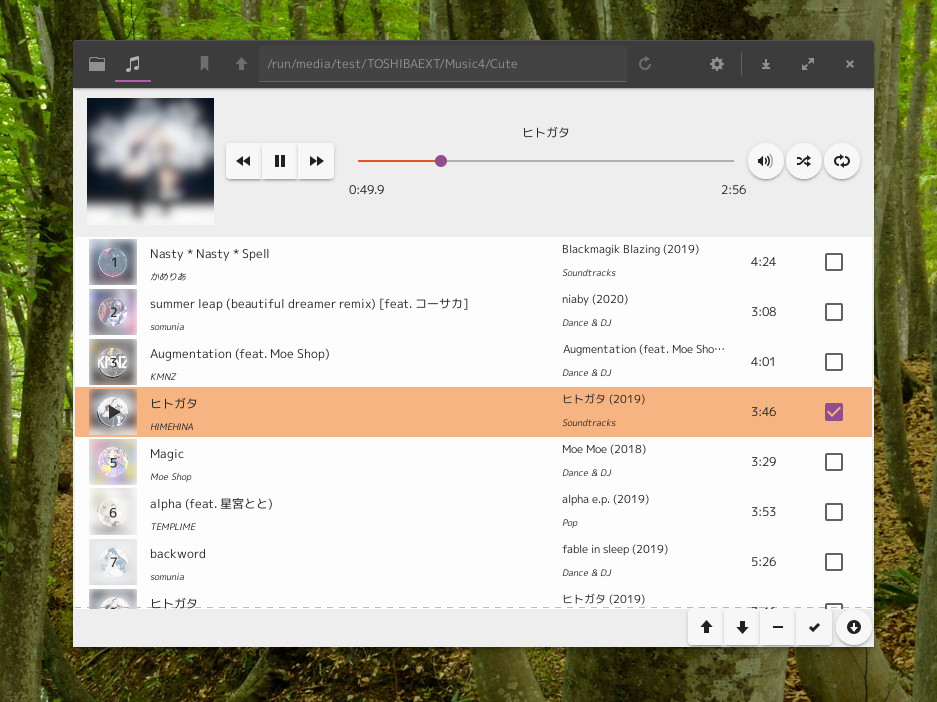 /run/media/test/TOSHIBAEXT/Music4/Cute
ヒトガタ
0:49.9 2:56
1 Nasty * Nasty * Spell Blackmagik Blazing (2019) 4:24
かめりあ Soundtracks
2 summer leap (beautiful dreamer remix) [feat. コーサカ] niaby (2020) 3:08
somunia Dance & DJ
3 Augmentation (feat. Moe Shop) Augmentation (feat. Moe Sho⋯ 4:01
KMNZ Dance & DJ
ヒトガタ ヒトガタ (2019) 3:46
HIMEHINA Soundtracks
5 Magic Moe Moe (2018) 3:29
Moe Shop Dance & DJ
6 alpha (feat. 星宮とと) alpha e.p. (2019) 3:53
TEMPLIME Pop
7 backword fable in sleep (2019) 5:26
somunia Dance & DJ
ヒトガタ ヒトガタ (2019)